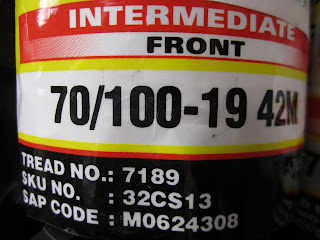 INTERMEDIATE
FRONT
70/100-19 42M
TREAD NO.: 7189
SKU NO. : 32CS13
SAP CODE : M0624308